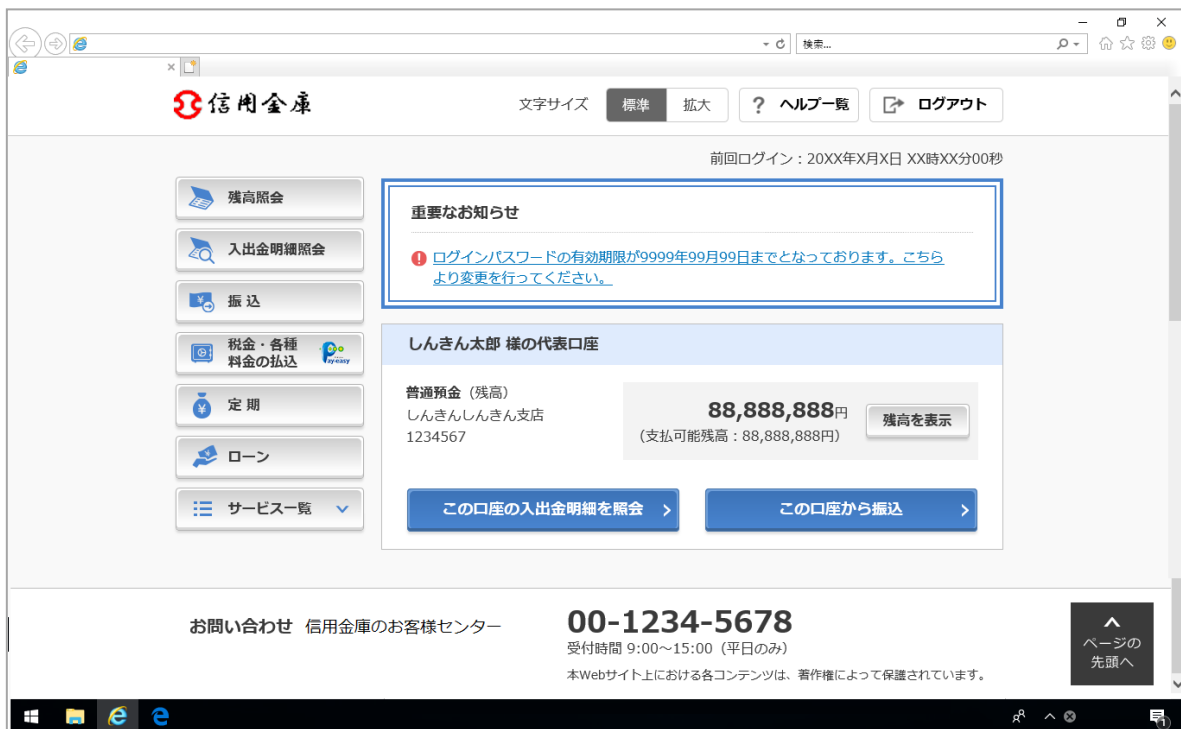 検索...
信用金庫
文字サイズ 標準 拡大 ? ヘルプ一覧 ログアウト
前回ログイン：20XX年X月X日 XX時XX分00秒
残高照会
入出金明細照会
振込
税金・各種
料金の払込
Pay-easy
定期
ローン
サービス一覧
重要なお知らせ
ログインパスワードの有効期限が9999年99月99日までとなっております。こちら
より変更を行ってください。
しんきん太郎 様の代表口座
普通預金（残高）
しんきんしんきん支店
1234567
88,888,888円
（支払可能残高：88,888,888円）
残高を表示
この口座の入出金明細を照会
この口座から振込
お問い合わせ 信用金庫のお客様センター
00-1234-5678
受付時間 9:00～15:00（平日のみ）
本Webサイト上における各コンテンツは、著作権によって保護されています。
ページの
先頭へ
1